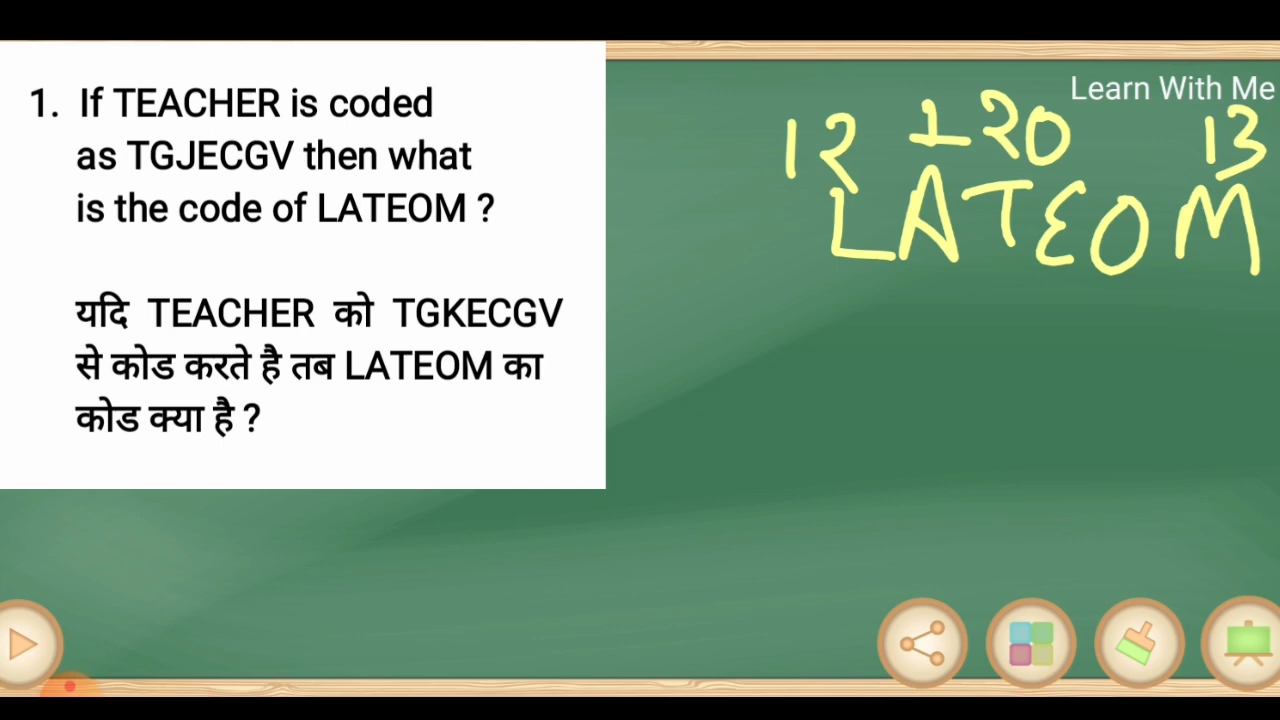 1. If TEACHER is coded
as TGJECGV then what
is the code of LATEOM ?
यदि TEACHER को TGKECGV
से कोड करते है तब LATEOM का
कोड क्या है ?
Learn With Me
12 1 20 13
LATEOM